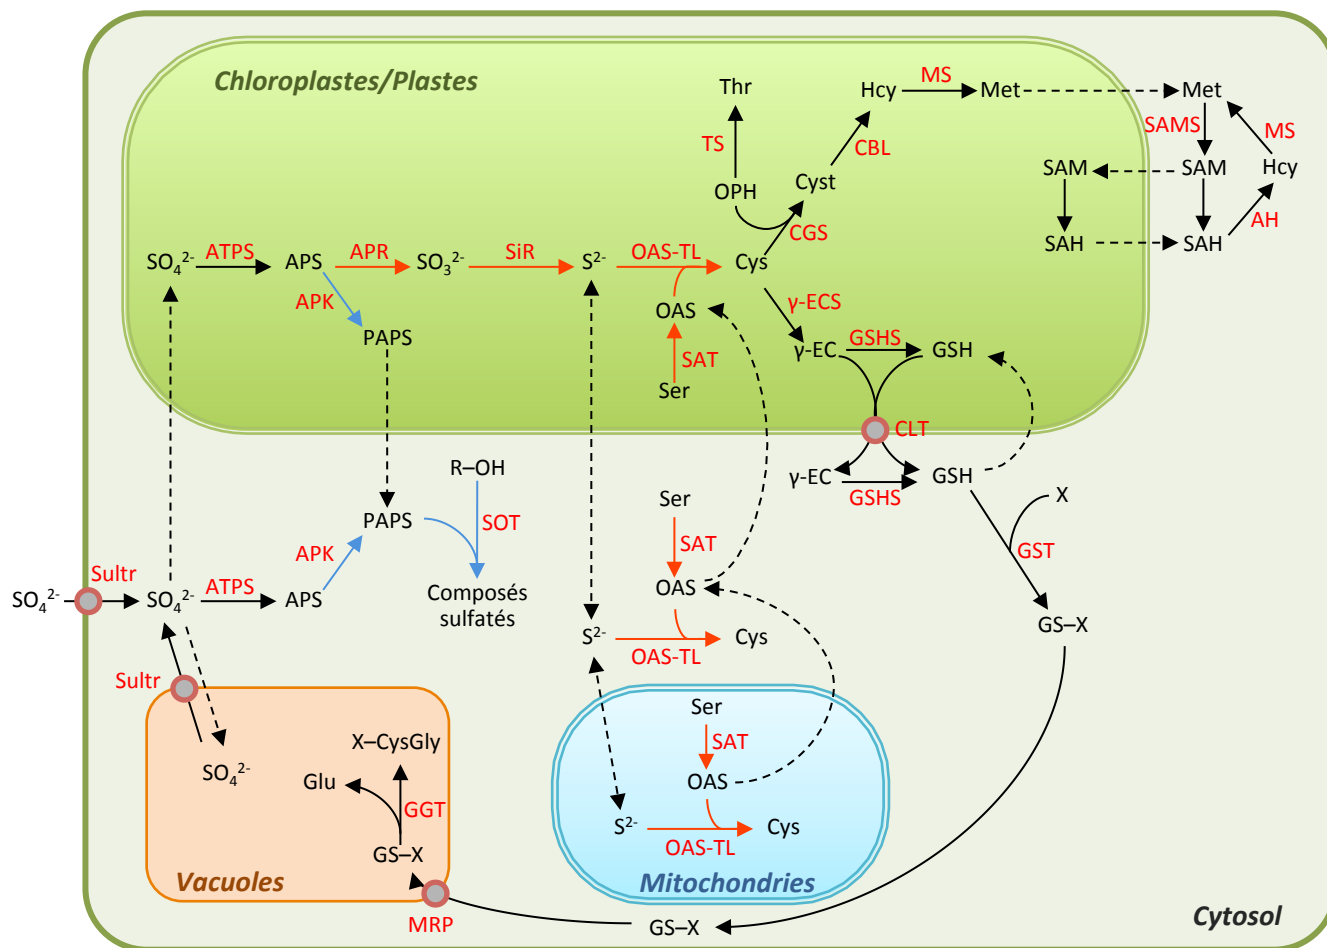 Chloroplastes/Plastes
Thr
Hcy
MS
Met
Met
TS
CBL
SAMS
MS
OPH
Cyst
SAM
SAM
Hcy
CGS
AH
SAH
SAH
SO₄²⁻
ATPS
APS
APR
SO₃²⁻
SiR
S²⁻
OAS-TL
Cys
APK
OAS
γ-ECS
PAPS
SAT
γ-EC
GSHS
GSH
Ser
CLT
R–OH
γ-EC
GSHS
GSH
Ser
X
PAPS
SOT
SAT
GST
APK
Sultr
SO₄²⁻
SO₄²⁻
ATPS
APS
Composés
sulfatés
OAS
S²⁻
OAS-TL
Cys
GS–X
Sultr
Ser
SO₄²⁻
X–CysGly
SAT
Glu
OAS
GGT
S²⁻
OAS-TL
Cys
GS–X
Vacuoles
Mitochondries
MRP
GS–X
Cytosol